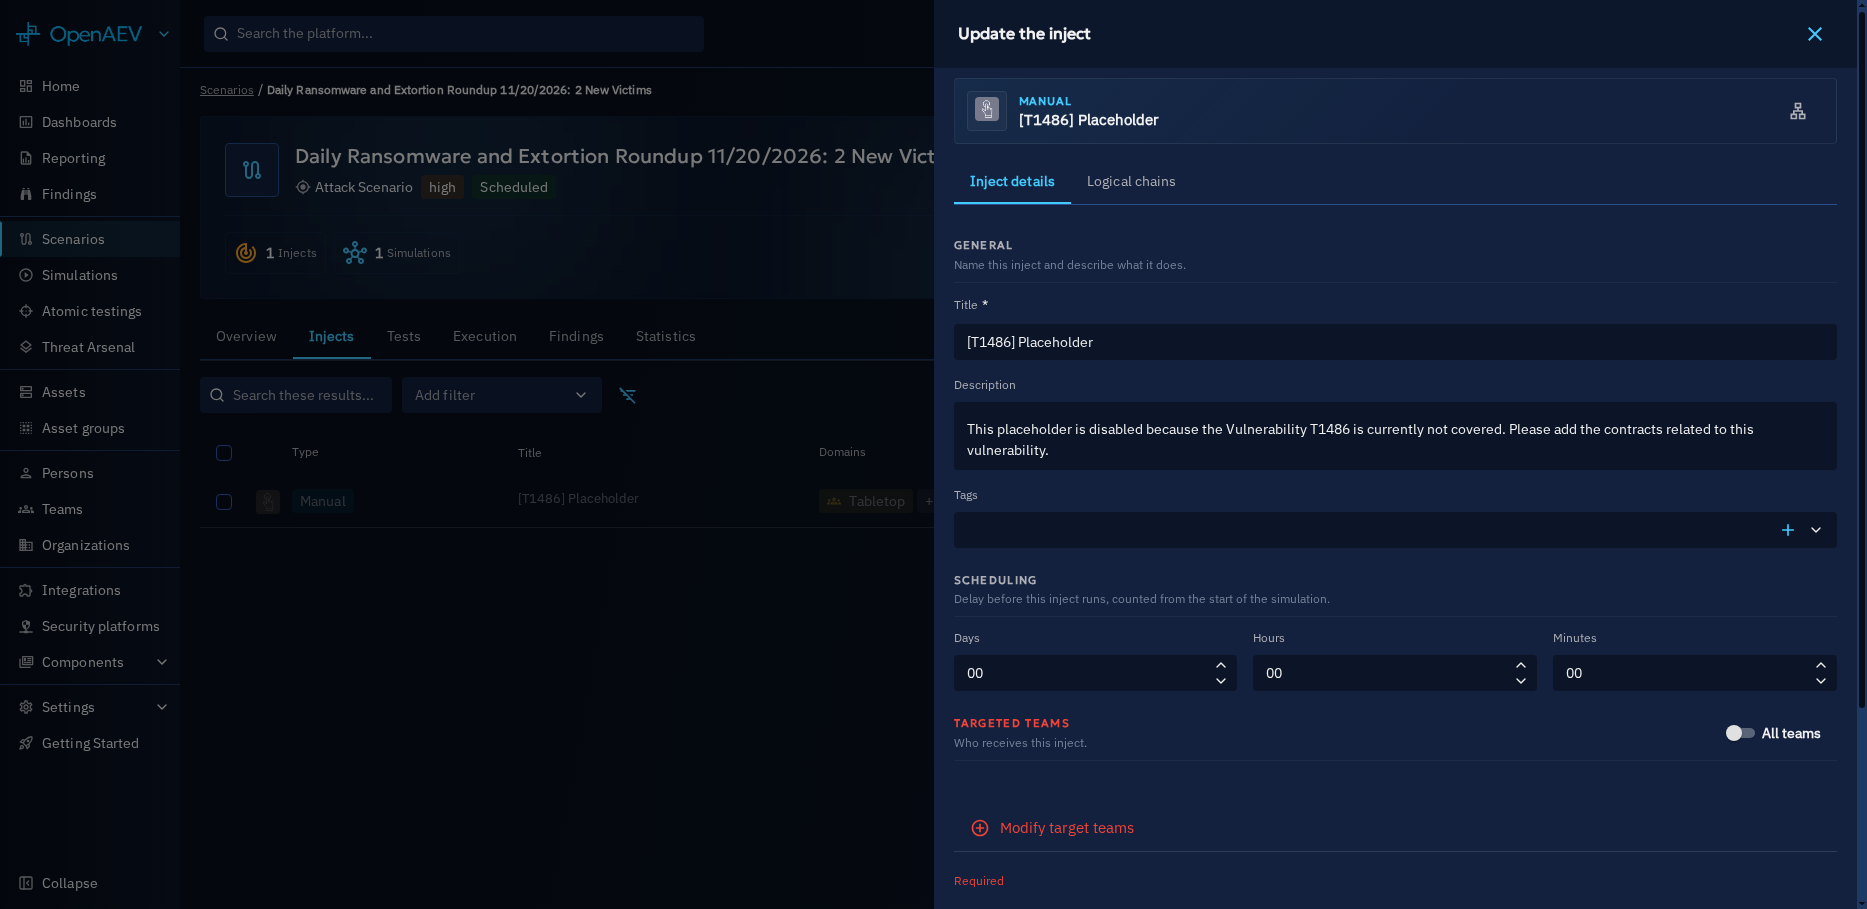 OpenAEV
Search the platform...
Home
Dashboards
Reporting
Findings
Scenarios
Simulations
Atomic testings
Threat Arsenal
Assets
Asset groups
Persons
Teams
Organizations
Integrations
Security platforms
Components
Settings
Getting Started
Collapse
Scenarios / Daily Ransomware and Extortion Roundup 11/20/2026: 2 New Victims
Daily Ransomware and Extortion Roundup 11/20/2026: 2 New Vict
Attack Scenario high Scheduled
1 Injects 1 Simulations
Overview Injects Tests Execution Findings Statistics
Search these results... Add filter
Type Title Domains
Manual [T1486] Placeholder Tabletop +
Update the inject
MANUAL
[T1486] Placeholder
Inject details Logical chains
GENERAL
Name this inject and describe what it does.
Title *
[T1486] Placeholder
Description
This placeholder is disabled because the Vulnerability T1486 is currently not covered. Please add the contracts related to this
vulnerability.
Tags
SCHEDULING
Delay before this inject runs, counted from the start of the simulation.
Days Hours Minutes
00 00 00
TARGETED TEAMS
Who receives this inject.
All teams
Modify target teams
Required